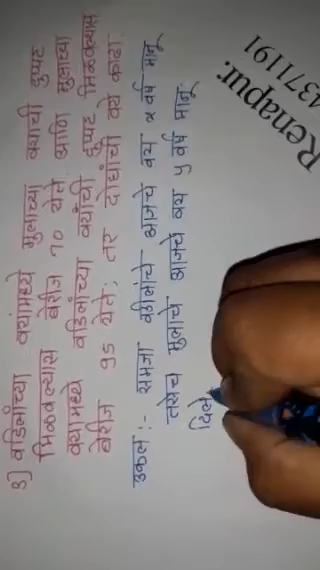 3) वडिलांच्या वयामध्ये मुलाच्या वयाची दुप्पट
मिळवल्यास बेरीज 70 येते आणि मुलाच्या
वयामध्ये वडिलांच्या वयाची दुप्पट मिळवल्यास
बेरीज 95 येते; तर दोघांची वये काढा.
उकल :- समजा वडीलांचे आजचे वय x वर्ष मानू
तसेच मुलाचे आजचे वय y वर्ष मानू.
दिले
Renapur.
4371191